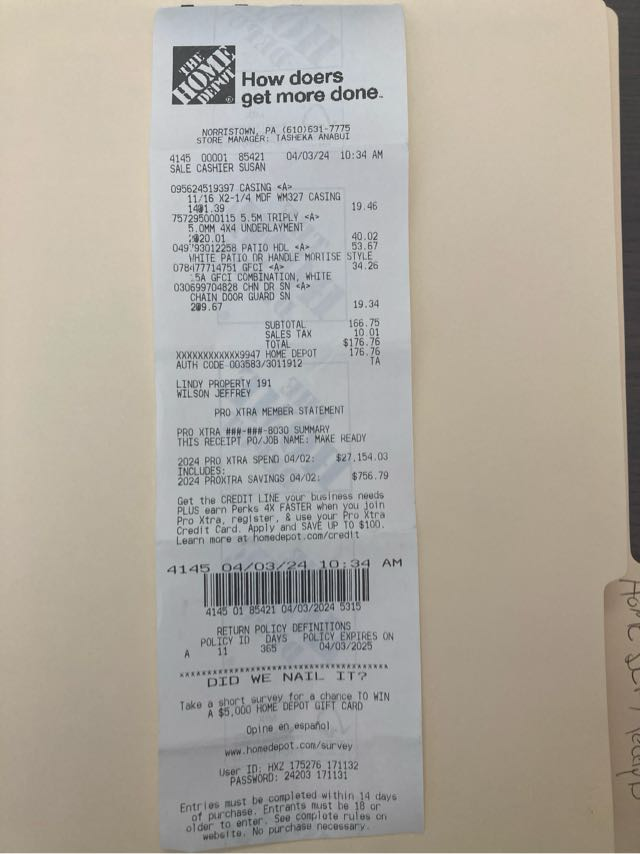 THE
HOME
DEPOT
How doers
get more done.
NORRISTOWN, PA (610)631-7775
STORE MANAGER: TASHEKA ANABUI
4145 00001 85421 04/03/24 10:34 AM
SALE CASHIER SUSAN
095624519397 CASING <A>
11/16 X2-1/4 MDF WM327 CASING
14@1.39 19.46
757295000115 5.5M TRIPLY <A>
5.0MM 4X4 UNDERLAYMENT
2@20.01 40.02
049793012258 PATIO HDL <A> 53.67
WHITE PATIO DR HANDLE MORTISE STYLE
078477714751 GFCI <A> 34.26
5A GFCI COMBINATION, WHITE
030699704828 CHN DR SN <A>
CHAIN DOOR GUARD SN
2@9.67 19.34
SUBTOTAL 166.75
SALES TAX 10.01
TOTAL $176.76
XXXXXXXXXXXX9947 HOME DEPOT 176.76
AUTH CODE 003583/3011912 TA
LINDY PROPERTY 191
WILSON JEFFREY
PRO XTRA MEMBER STATEMENT
PRO XTRA ###-###-8030 SUMMARY
THIS RECEIPT PO/JOB NAME: MAKE READY
2024 PRO XTRA SPEND 04/02: $27,154.03
INCLUDES:
2024 PROXTRA SAVINGS 04/02: $756.79
Get the CREDIT LINE your business needs
PLUS earn Perks 4X FASTER when you join
Pro Xtra, register, & use your Pro Xtra
Credit Card. Apply and SAVE UP TO $100.
Learn more at homedepot.com/credit
4145 04/03/24 10:34 AM
4145 01 85421 04/03/2024 5315
RETURN POLICY DEFINITIONS
POLICY ID DAYS POLICY EXPIRES ON
A 11 365 04/03/2025
DID WE NAIL IT?
Take a short survey for a chance TO WIN
A $5,000 HOME DEPOT GIFT CARD
Opine en español
www.homedepot.com/survey
User ID: HXZ 175276 171132
PASSWORD: 24203 171131
Entries must be completed within 14 days
of purchase. Entrants must be 18 or
older to enter. See complete rules on
website. No purchase necessary.
Home